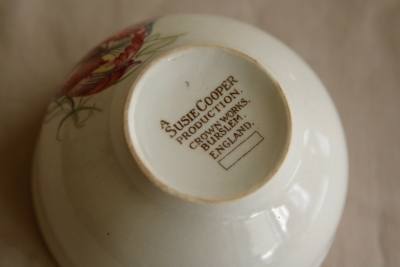 A
SUSIE COOPER
PRODUCTION.
CROWN WORKS.
BURSLEM.
ENGLAND.